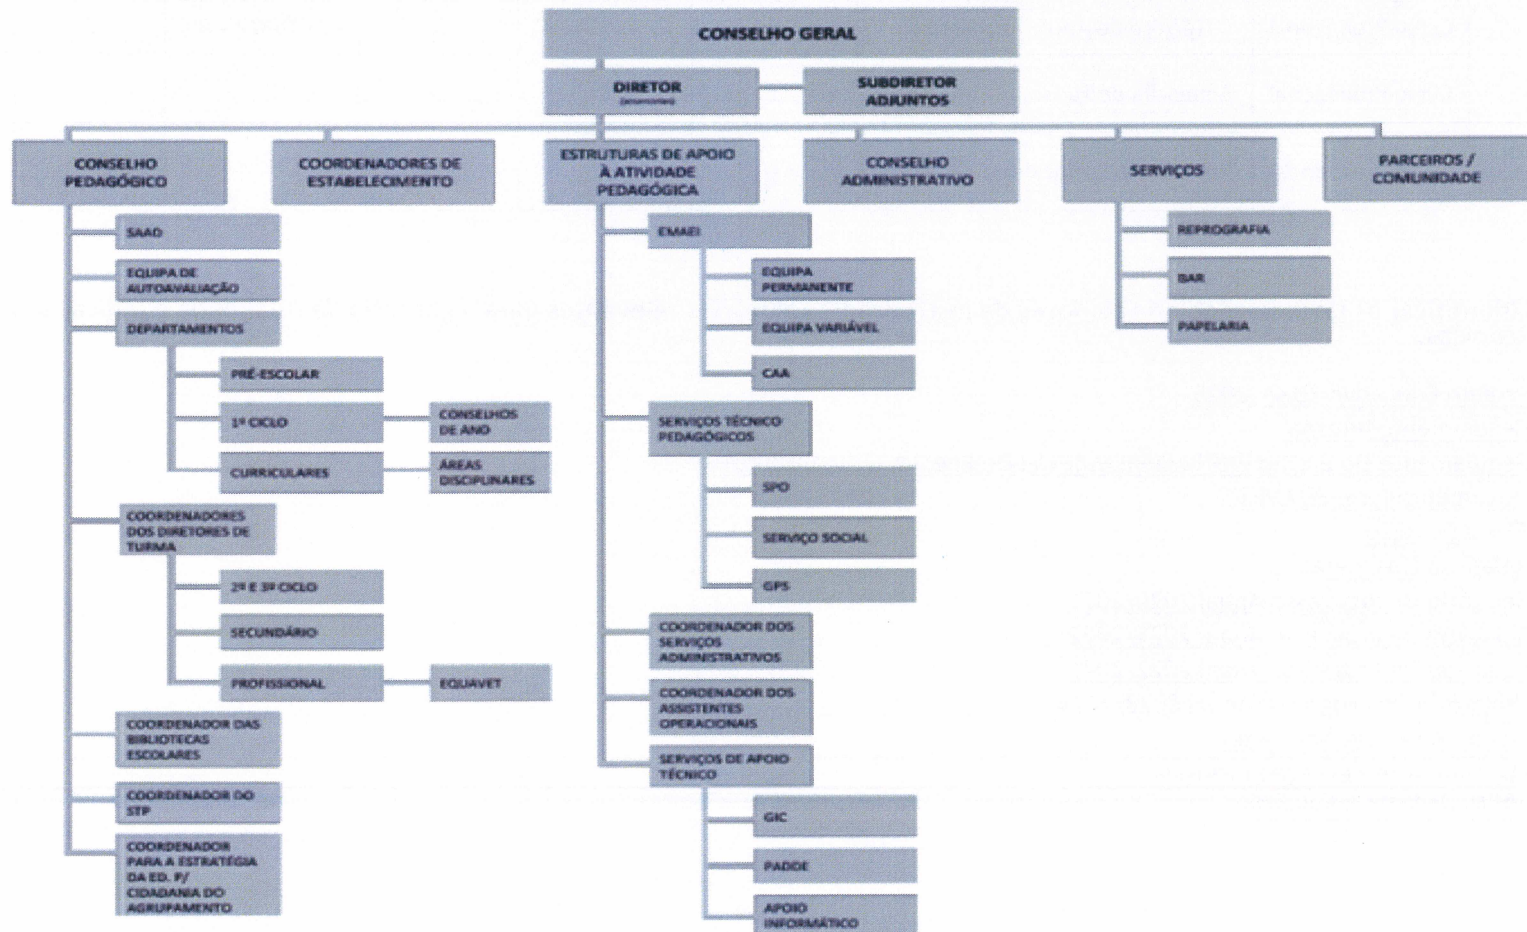 CONSELHO GERAL
DIRETOR
SUBDIRETOR
ADJUNTOS
CONSELHO
PEDAGÓGICO
COORDENADORES DE
ESTABELECIMENTO
ESTRUTURAS DE APOIO
À ATIVIDADE
PEDAGÓGICA
CONSELHO
ADMINISTRATIVO
SERVIÇOS
PARCEIROS /
COMUNIDADE
SAAD
EQUIPA DE
AUTOAVALIAÇÃO
DEPARTAMENTOS
PRÉ-ESCOLAR
1º CICLO
CONSELHOS
DE ANO
CURRICULARES
ÁREAS
DISCIPLINARES
COORDENADORES
DOS DIRETORES DE
TURMA
2º E 3º CICLO
SECUNDÁRIO
PROFISSIONAL
EQUAVET
COORDENADOR DAS
BIBLIOTECAS
ESCOLARES
COORDENADOR DO
STP
COORDENADOR
PARA A ESTRATÉGIA
DA ED. P/
CIDADANIA DO
AGRUPAMENTO
EMAEI
EQUIPA
PERMANENTE
EQUIPA VARIÁVEL
CAA
SERVIÇOS TÉCNICO
PEDAGÓGICOS
SPO
SERVIÇO SOCIAL
GPS
COORDENADOR DOS
SERVIÇOS
ADMINISTRATIVOS
COORDENADOR DOS
ASSISTENTES
OPERACIONAIS
SERVIÇOS DE APOIO
TÉCNICO
GIC
PADDE
APOIO
INFORMÁTICO
REPROGRAFIA
BAR
PAPELARIA